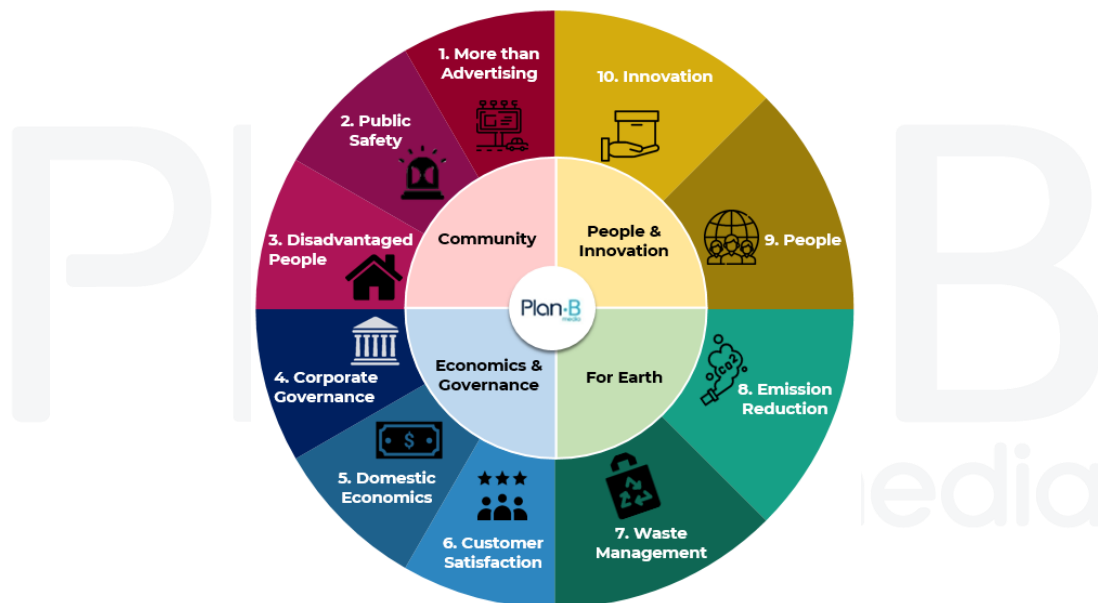 1. More than
Advertising
10. Innovation
2. Public
Safety
3. Disadvantaged
People
9. People
Community
People &
Innovation
Plan·B
media
Economics &
Governance
For Earth
4. Corporate
Governance
CO2
8. Emission
Reduction
$
5. Domestic
Economics
6. Customer
Satisfaction
7. Waste
Management
Pl
B
edia